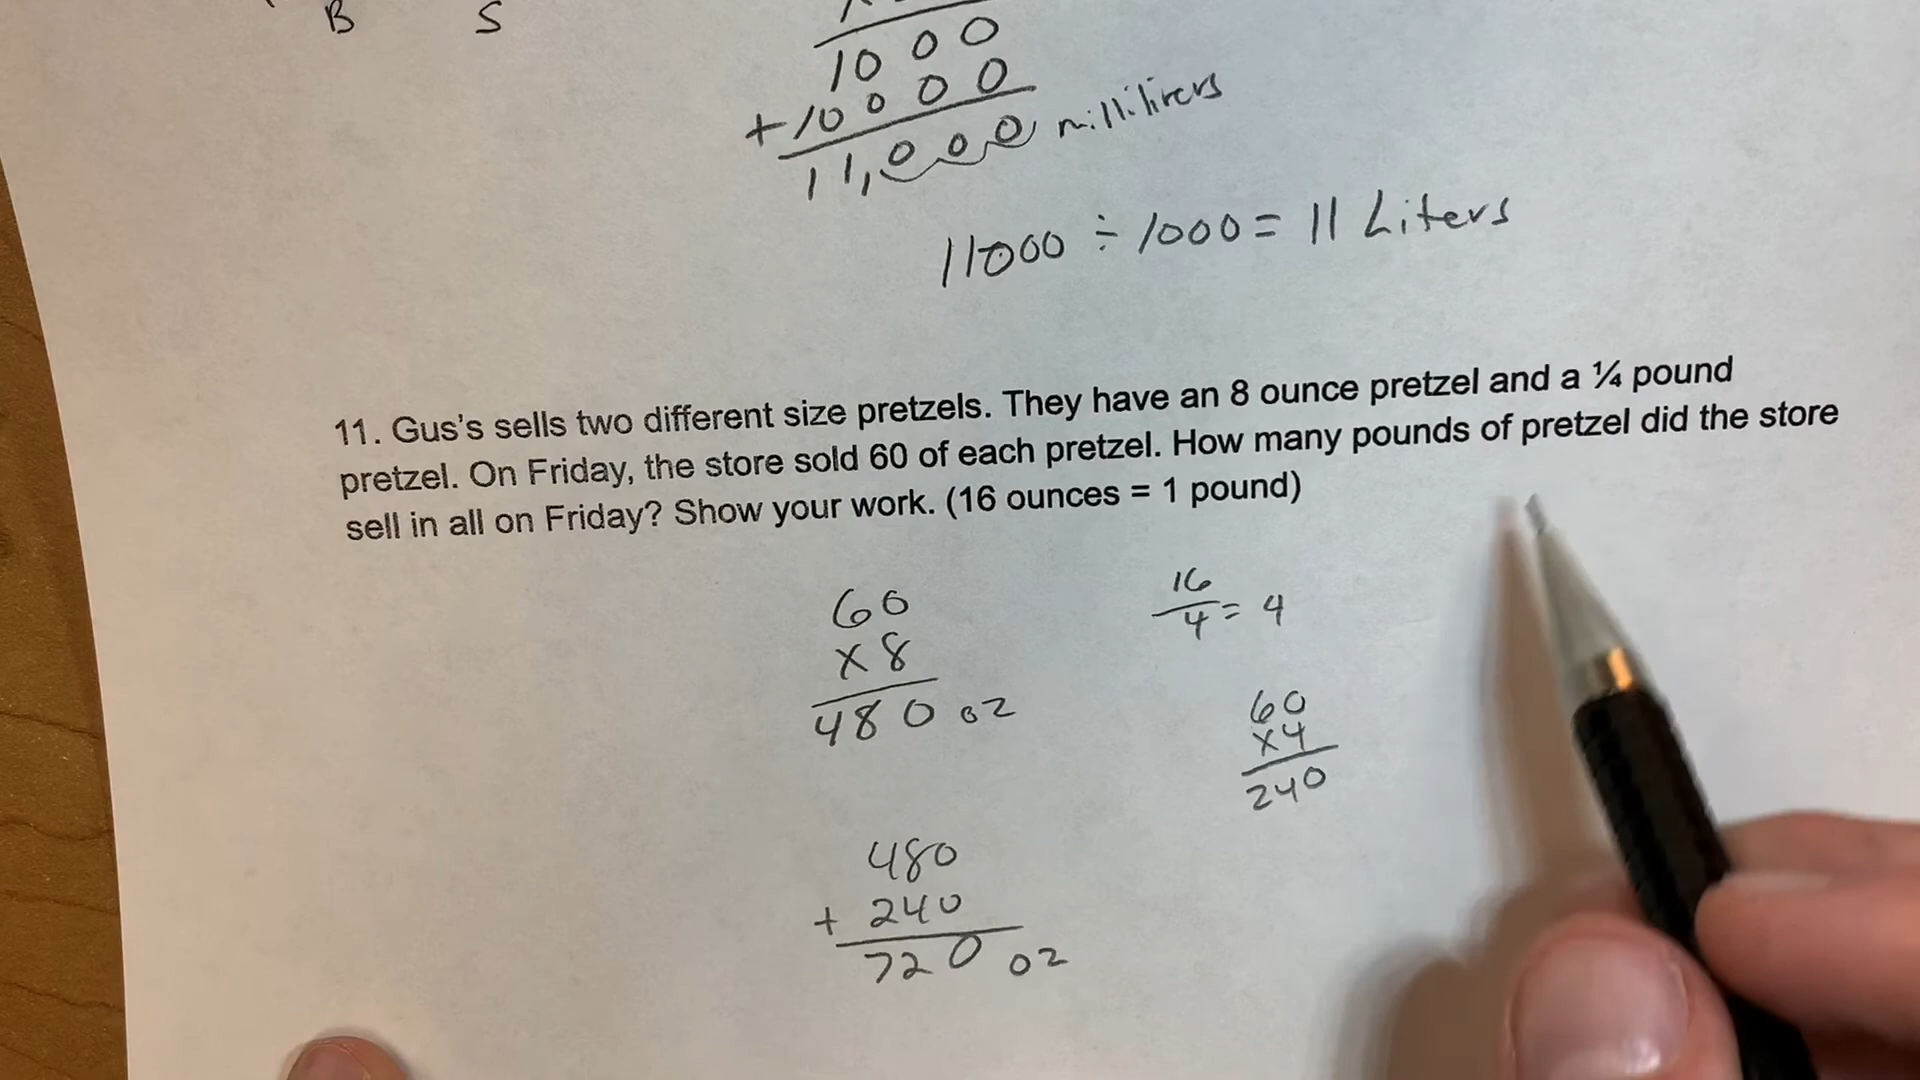 B S
1000
+10000
11,000 milliliters
11000 ÷ 1000 = 11 Liters
11. Gus's sells two different size pretzels. They have an 8 ounce pretzel and a ¼ pound
pretzel. On Friday, the store sold 60 of each pretzel. How many pounds of pretzel did the store
sell in all on Friday? Show your work. (16 ounces = 1 pound)
60
x 8
480 oz
16
4 = 4
60
x4
240
480
+ 240
720 oz